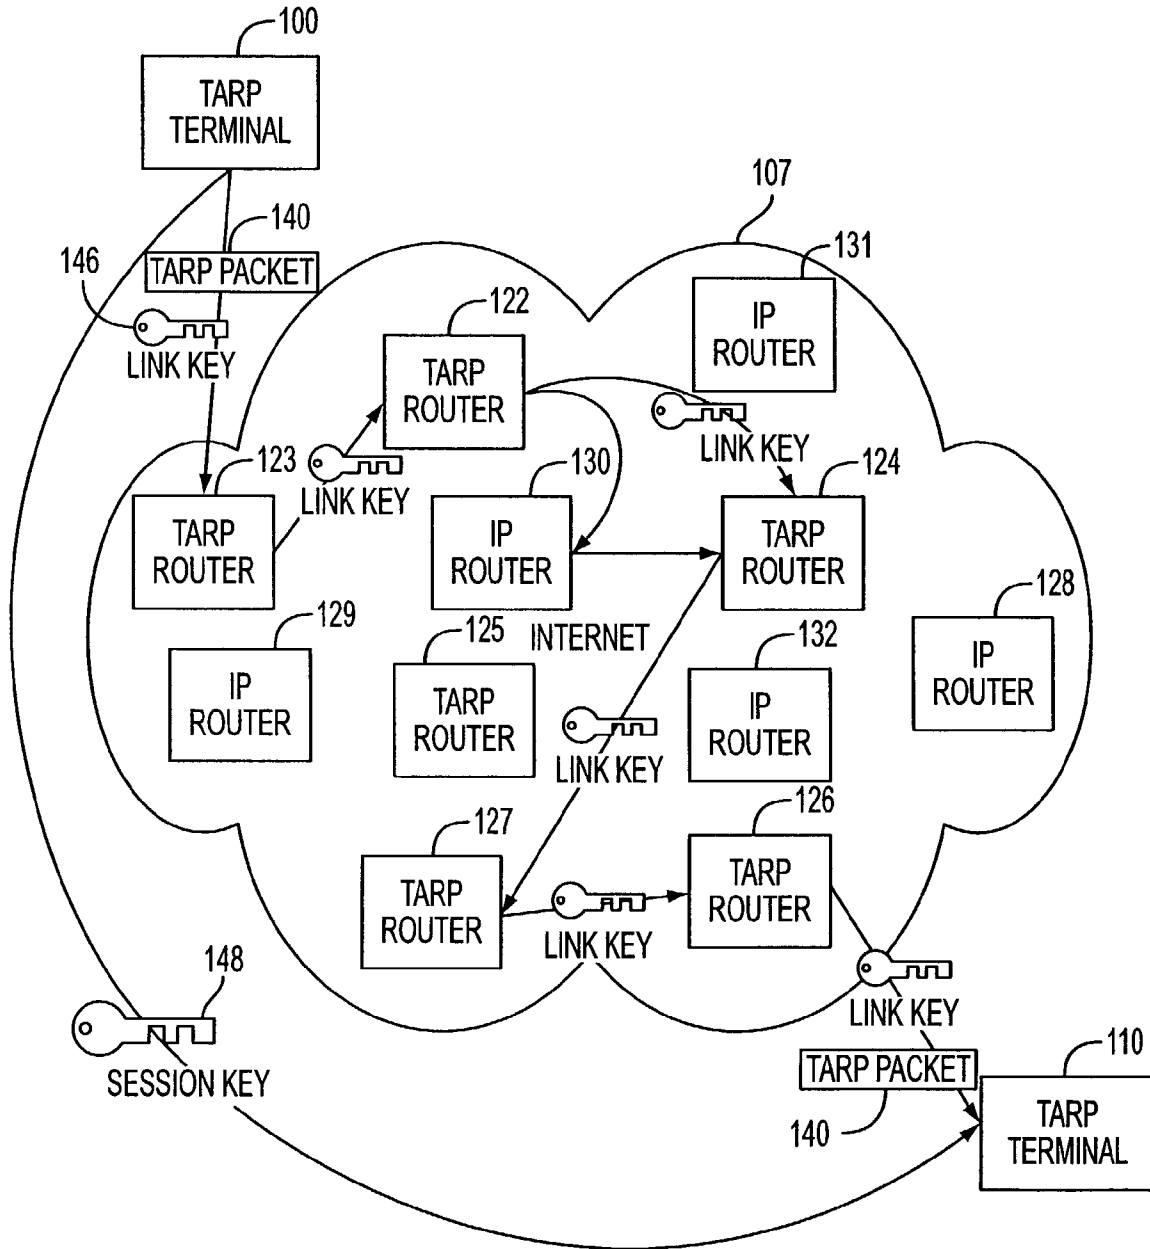 100
TARP
TERMINAL
140
TARP PACKET
146
LINK KEY
107
131
IP
ROUTER
122
TARP
ROUTER
LINK KEY
123
TARP
ROUTER
LINK KEY
130
IP
ROUTER
124
TARP
ROUTER
129
IP
ROUTER
125
TARP
ROUTER
INTERNET
132
IP
ROUTER
128
IP
ROUTER
LINK KEY
127
TARP
ROUTER
126
TARP
ROUTER
LINK KEY
LINK KEY
148
SESSION KEY
TARP PACKET
140
110
TARP
TERMINAL